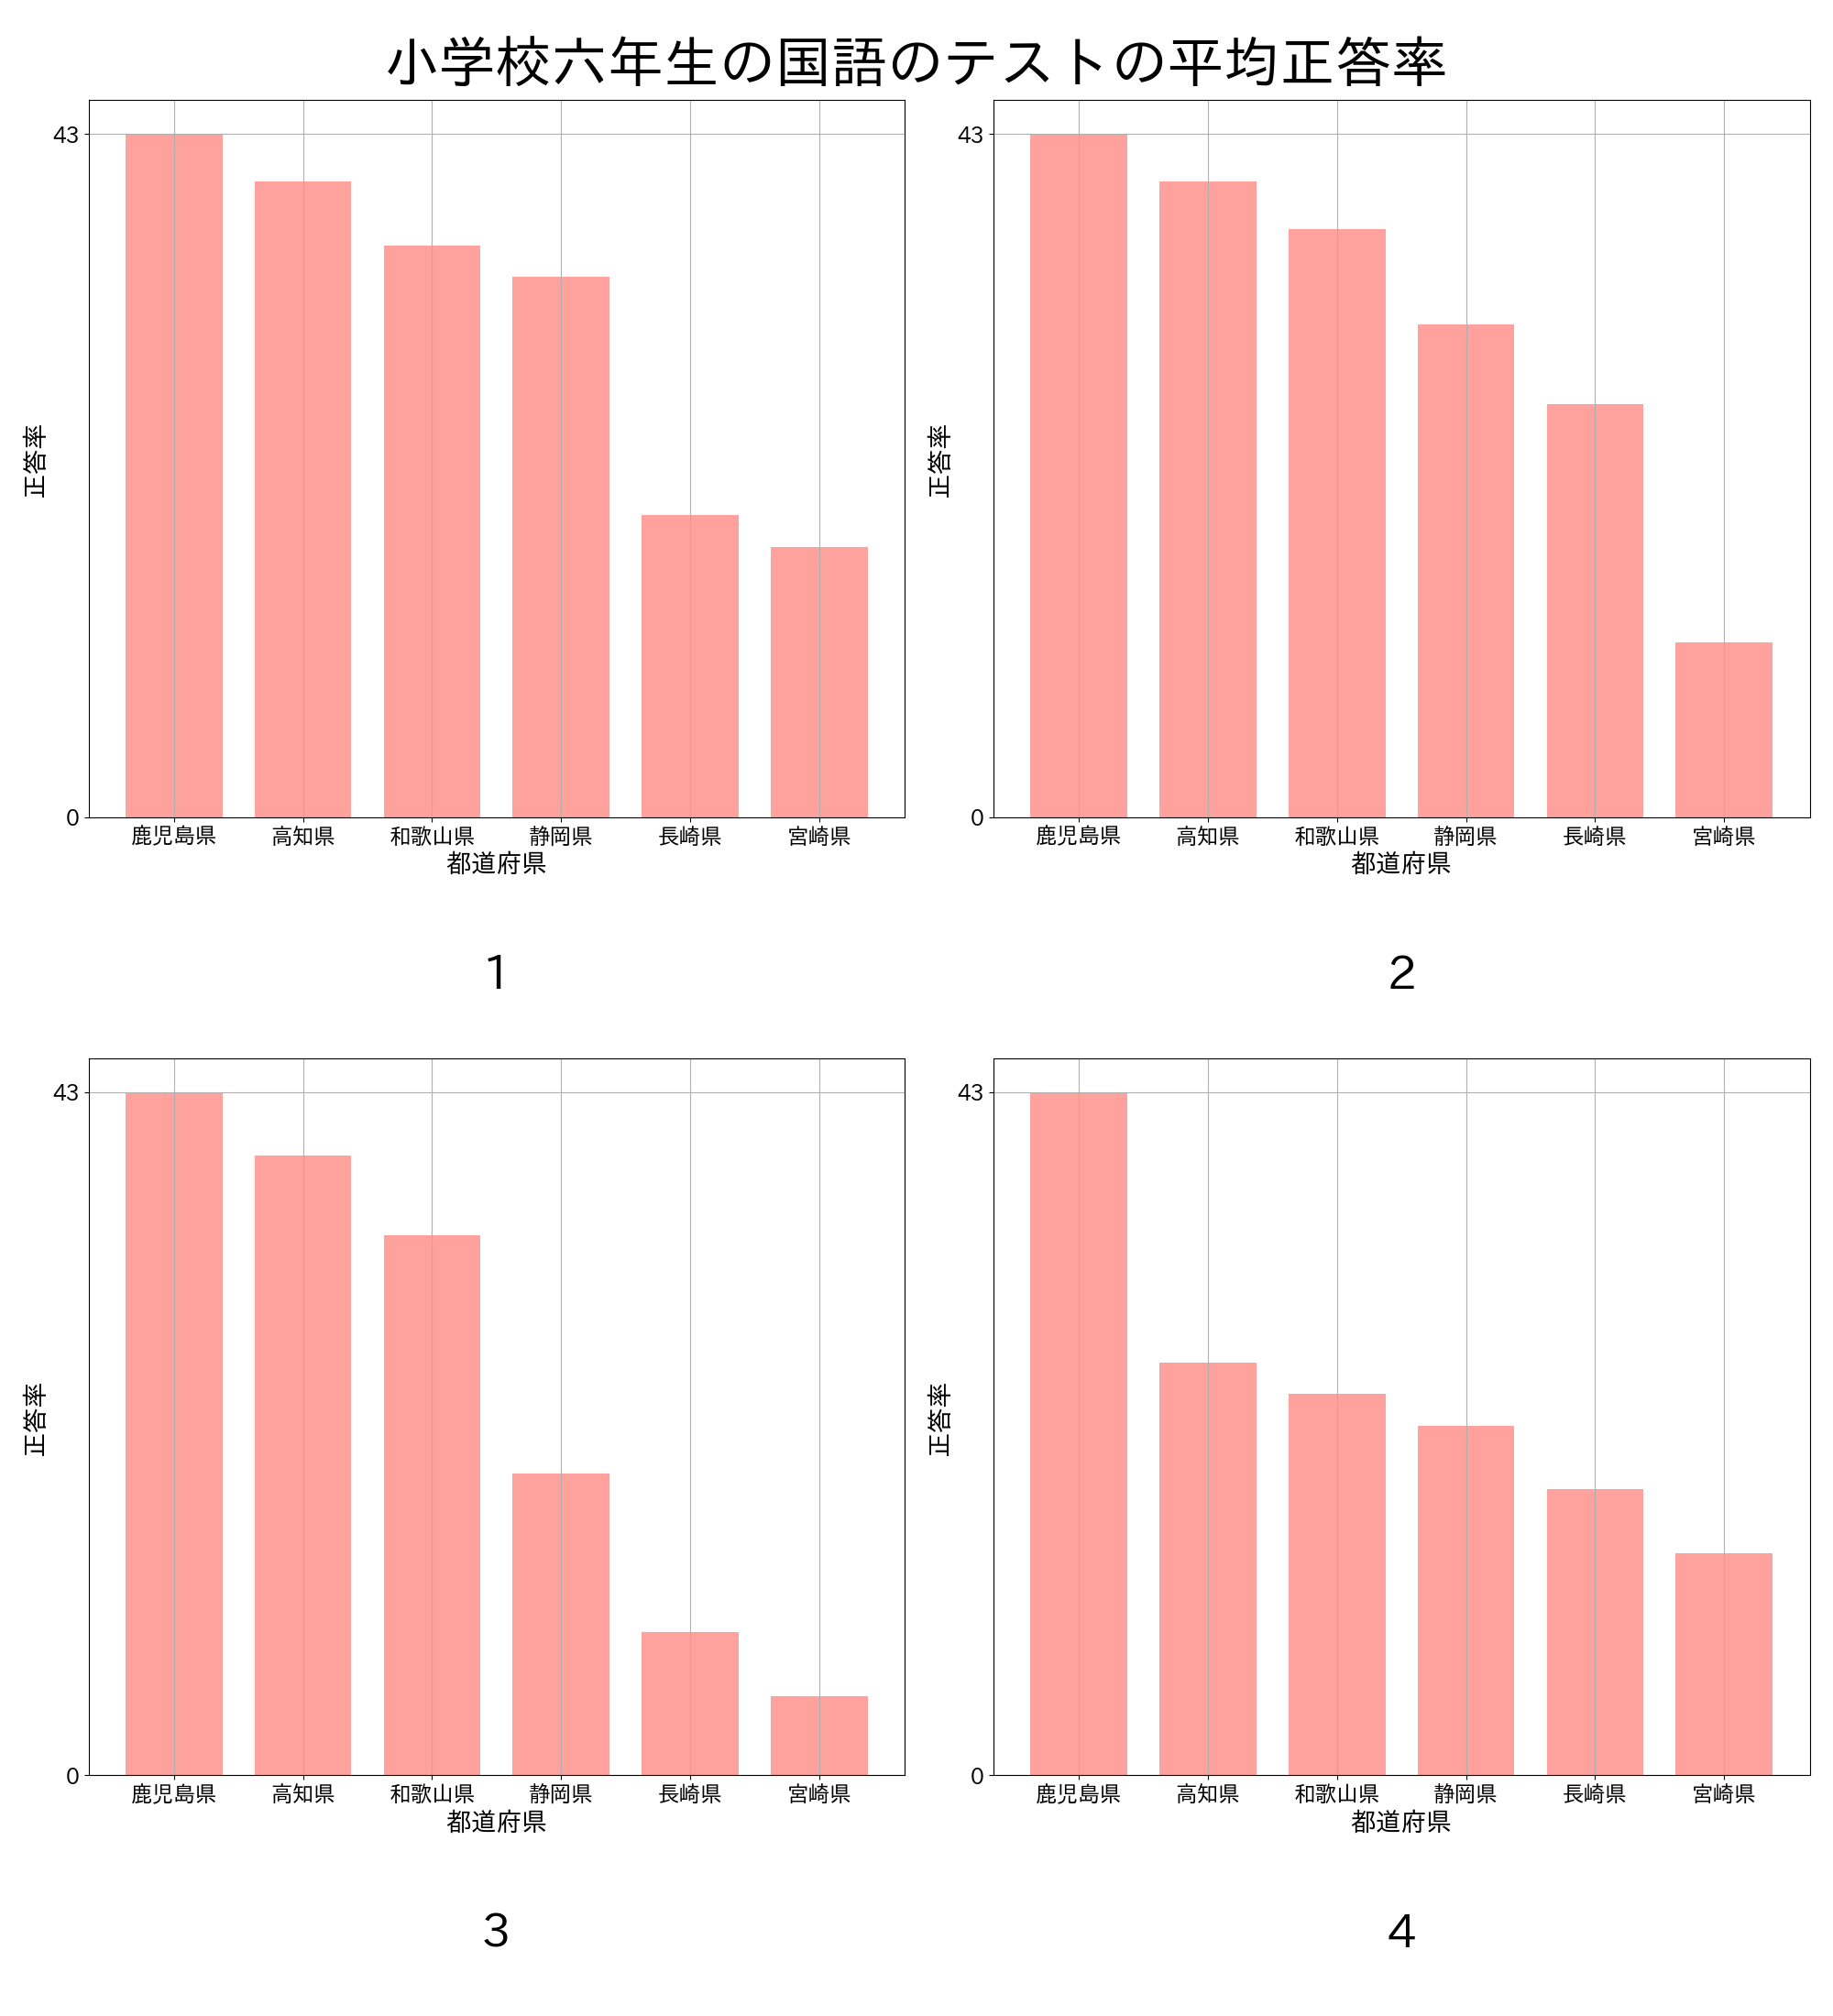 小学校六年生の国語のテストの平均正答率
43
正答率
0
鹿児島県 高知県 和歌山県 静岡県 長崎県 宮崎県
都道府県
1
43
正答率
0
鹿児島県 高知県 和歌山県 静岡県 長崎県 宮崎県
都道府県
2
43
正答率
0
鹿児島県 高知県 和歌山県 静岡県 長崎県 宮崎県
都道府県
3
43
正答率
0
鹿児島県 高知県 和歌山県 静岡県 長崎県 宮崎県
都道府県
4